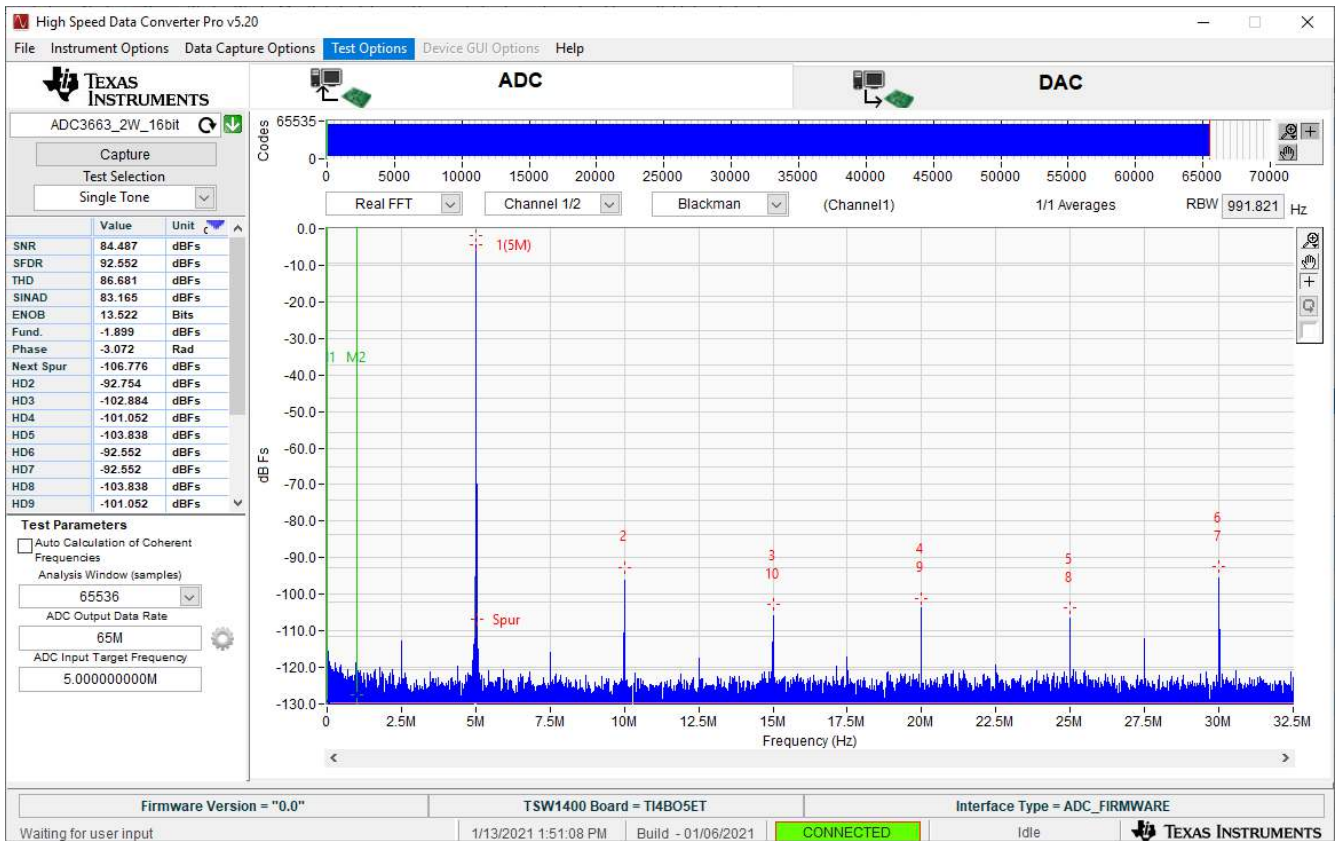 High Speed Data Converter Pro v5.20
File Instrument Options Data Capture Options Test Options Device GUI Options Help
TEXAS INSTRUMENTS
ADC
DAC
ADC3663_2W_16bit
Capture
Test Selection
Single Tone
Value Unit
SNR 84.487 dBFs
SFDR 92.552 dBFs
THD 86.681 dBFs
SINAD 83.165 dBFs
ENOB 13.522 Bits
Fund. -1.899 dBFs
Phase -3.072 Rad
Next Spur -106.776 dBFs
HD2 -92.754 dBFs
HD3 -102.884 dBFs
HD4 -101.052 dBFs
HD5 -103.838 dBFs
HD6 -92.552 dBFs
HD7 -92.552 dBFs
HD8 -103.838 dBFs
HD9 -101.052 dBFs
Test Parameters
Auto Calculation of Coherent
Frequencies
Analysis Window (samples)
65536
ADC Output Data Rate
65M
ADC Input Target Frequency
5.000000000M
Codes
65535
0
0 5000 10000 15000 20000 25000 30000 35000 40000 45000 50000 55000 60000 65000 70000
Real FFT Channel 1/2 Blackman (Channel1) 1/1 Averages RBW 991.821 Hz
dB Fs
0.0
-10.0
-20.0
-30.0
-40.0
-50.0
-60.0
-70.0
-80.0
-90.0
-100.0
-110.0
-120.0
-130.0
1(5M)
1 M2
Spur
2
3
10
4
9
5
8
6
7
0 2.5M 5M 7.5M 10M 12.5M 15M 17.5M 20M 22.5M 25M 27.5M 30M 32.5M
Frequency (Hz)
Firmware Version = "0.0" TSW1400 Board = TI4BO5ET Interface Type = ADC_FIRMWARE
Waiting for user input 1/13/2021 1:51:08 PM Build - 01/06/2021 CONNECTED Idle TEXAS INSTRUMENTS